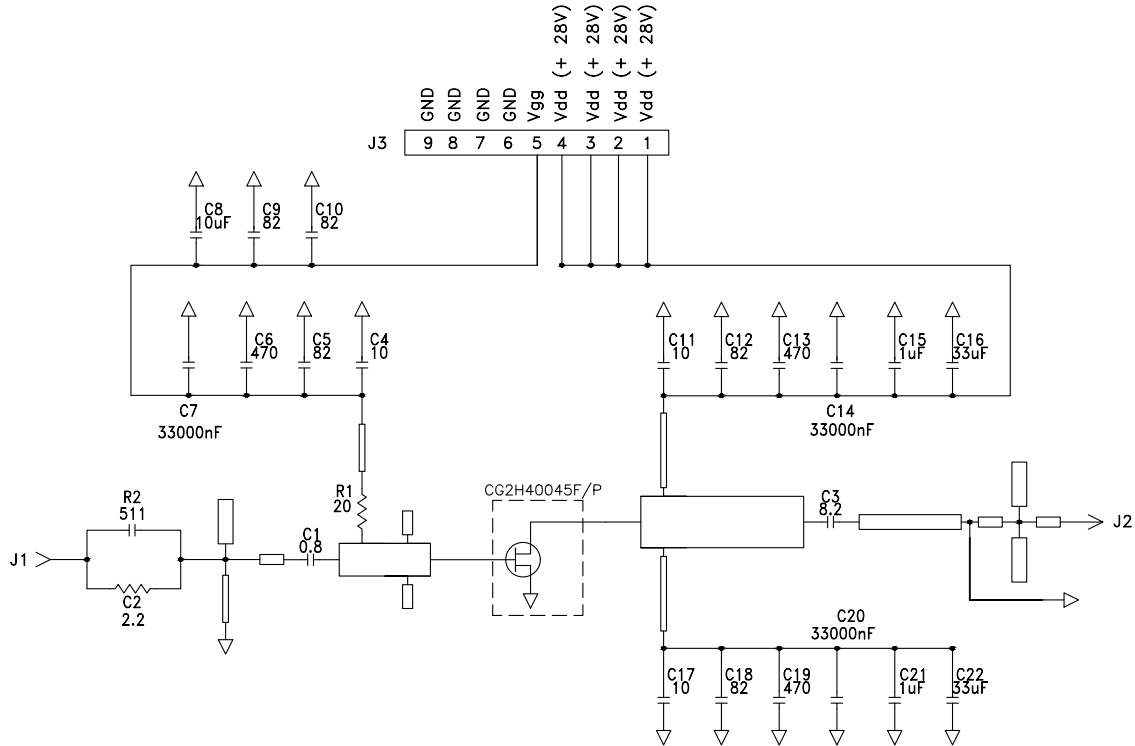 Vdd (+ 28V)
Vdd (+ 28V)
Vdd (+ 28V)
Vdd (+ 28V)
Vgg
GND
GND
GND
GND
J3
9 8 7 6 5 4 3 2 1
C8
10uF
C9
82
C10
82
C6
470
C5
82
C4
10
C11
10
C12
82
C13
470
C15
1uF
C16
33uF
C7
33000nF
C14
33000nF
R2
511
R1
20
CG2H40045F/P
C3
8.2
J2
J1
C1
0.8
C2
2.2
C20
33000nF
C17
10
C18
82
C19
470
C21
1uF
C22
33uF